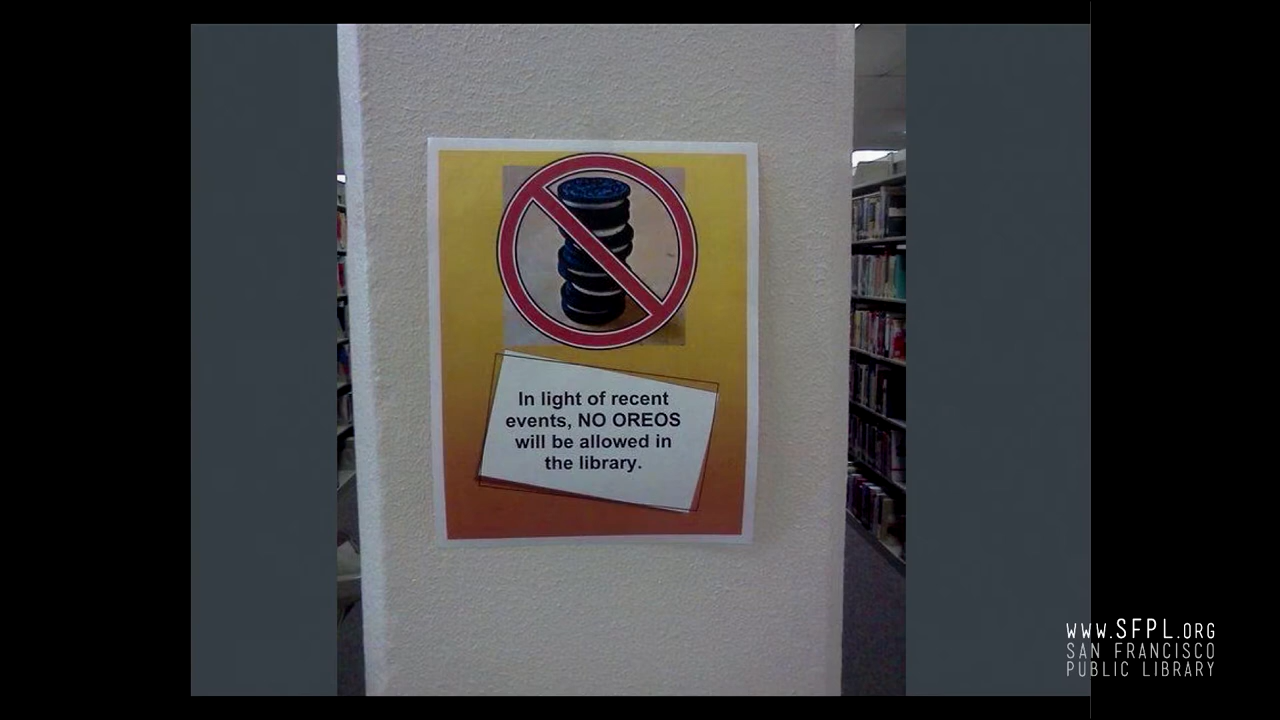 In light of recent
events, NO OREOS
will be allowed in
the library.
WWW.SFPL.ORG
SAN FRANCISCO
PUBLIC LIBRARY